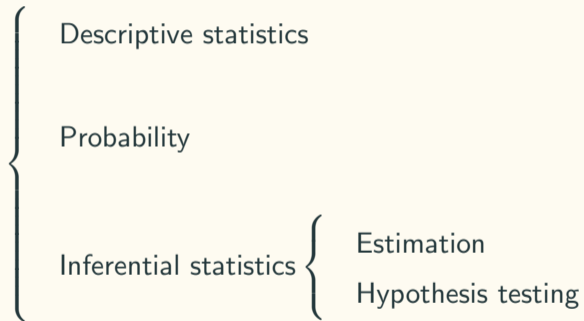 Descriptive statistics
Probability
Inferential statistics
Estimation
Hypothesis testing